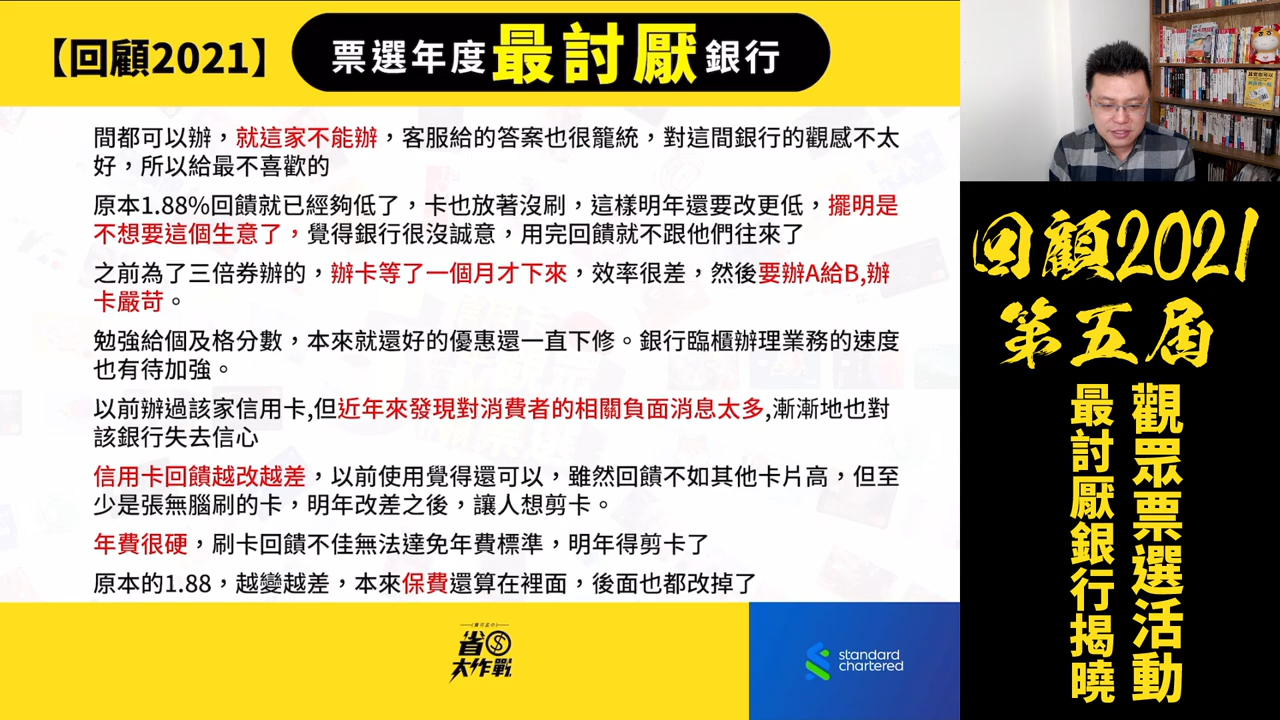 【回顧2021】
票選年度最討厭銀行
間都可以辦，就這家不能辦，客服給的答案也很籠統，對這間銀行的觀感不太
好，所以給最不喜歡的
原本1.88%回饋就已經夠低了，卡也放著沒刷，這樣明年還要改更低，擺明是
不想要這個生意了，覺得銀行很沒誠意，用完回饋就不跟他們往來了
之前為了三倍券辦的，辦卡等了一個月才下來，效率很差，然後要辦A給B,辦
卡嚴苛。
勉強給個及格分數，本來就還好的優惠還一直下修。銀行臨櫃辦理業務的速度
也有待加強。
以前辦過該家信用卡,但近年來發現對消費者的相關負面消息太多,漸漸地也對
該銀行失去信心
信用卡回饋越改越差，以前使用覺得還可以，雖然回饋不如其他卡片高，但至
少是張無腦刷的卡，明年改差之後，讓人想剪卡。
年費很硬，刷卡回饋不佳無法達免年費標準，明年得剪卡了
原本的1.88，越變越差，本來保費還算在裡面，後面也都改掉了
省
大作戰
standard
chartered
回顧2021
第五屆
觀眾票選活動
最討厭銀行揭曉